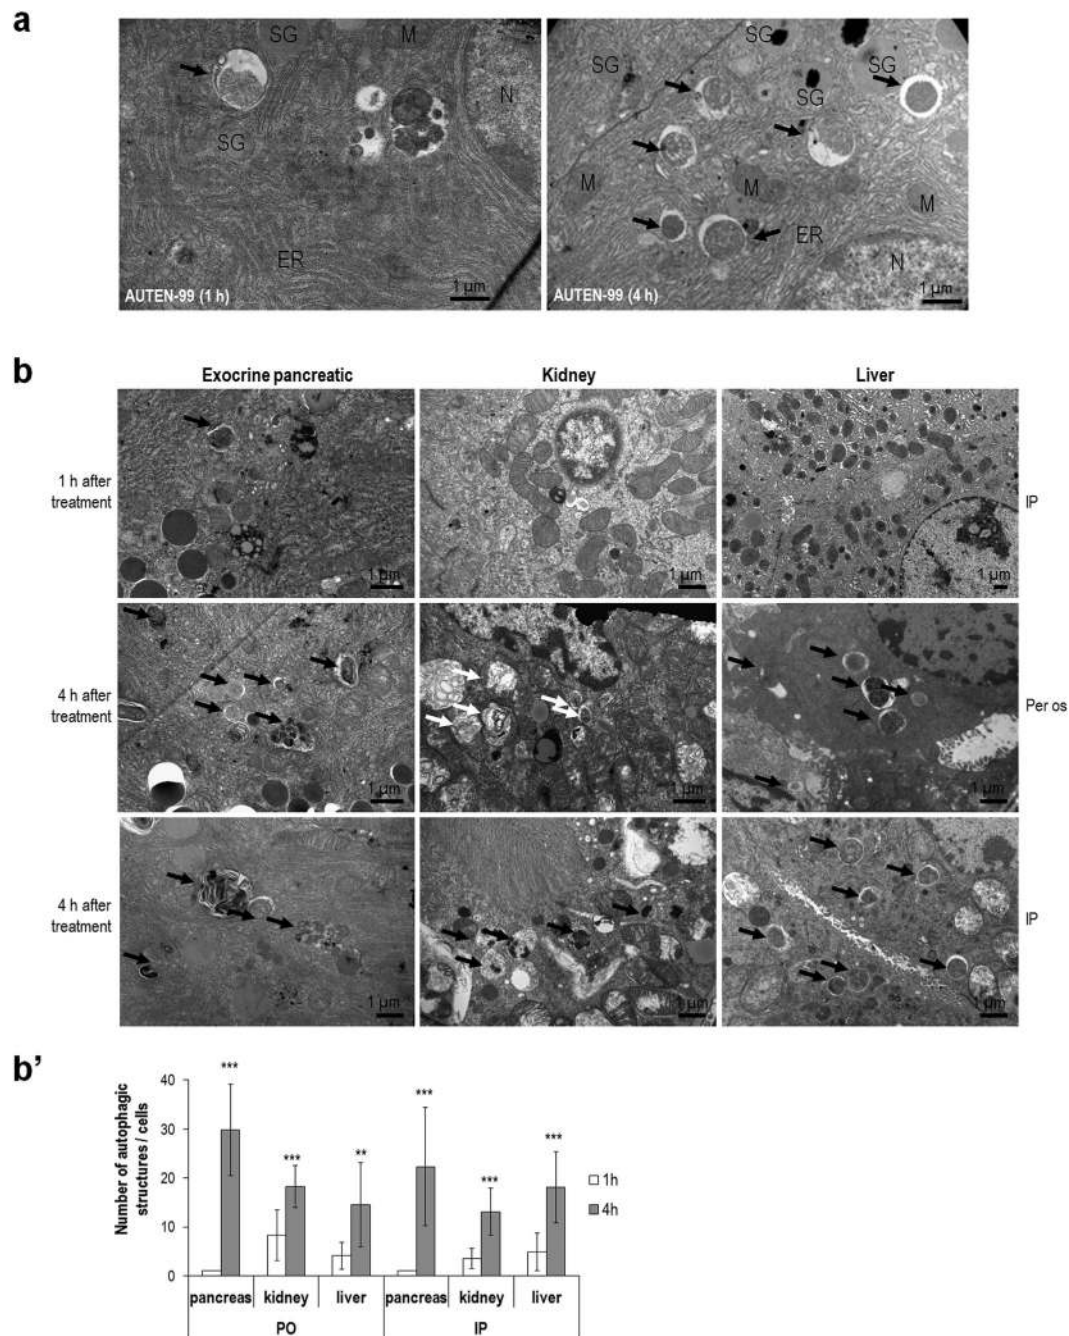 a
SG M
N
SG
ER
AUTEN-99 (1 h)
1 µm
SG
SG
SG
SG
M
M
M
ER
N
AUTEN-99 (4 h)
1 µm
b
Exocrine pancreatic Kidney Liver
1 h after
treatment
1 µm
1 µm
1 µm
IP
4 h after
treatment
1 µm
1 µm
1 µm
Per os
4 h after
treatment
1 µm
1 µm
1 µm
IP
b’
Number of autophagic
structures / cells
40
30
20
10
0
***
***
**
***
***
***
1h
4h
pancreas kidney liver pancreas kidney liver
PO IP